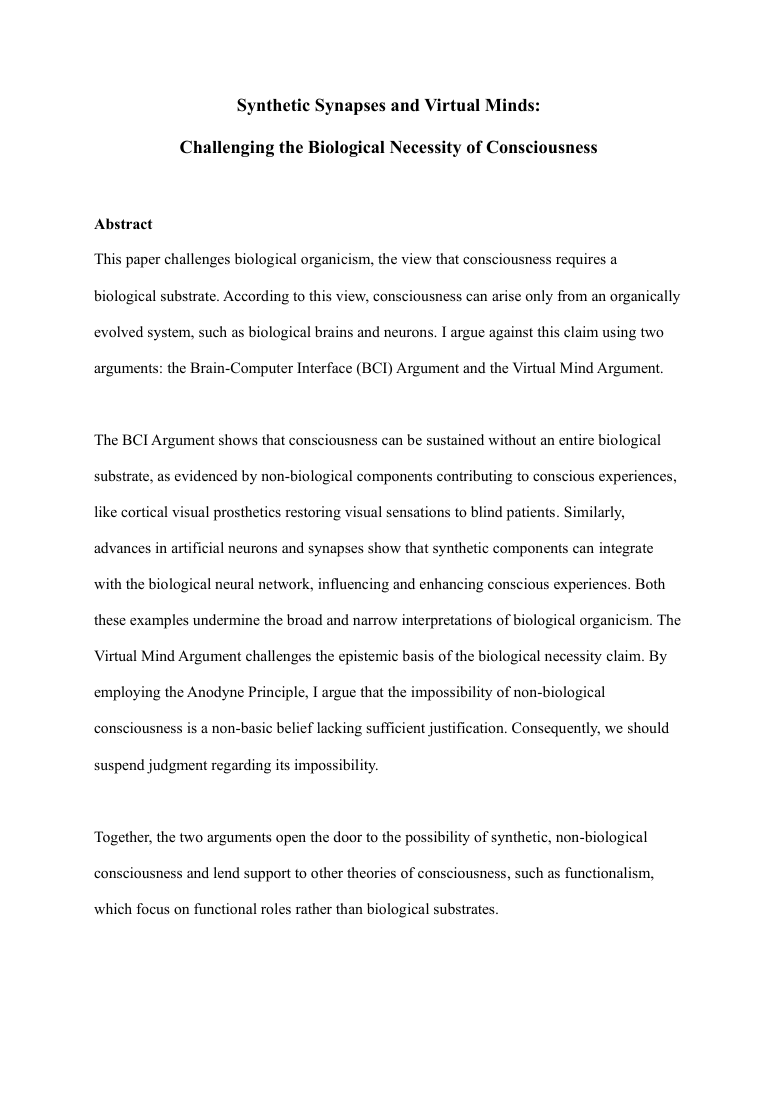 Synthetic Synapses and Virtual Minds:
Challenging the Biological Necessity of Consciousness
Abstract
This paper challenges biological organicism, the view that consciousness requires a
biological substrate. According to this view, consciousness can arise only from an organically
evolved system, such as biological brains and neurons. I argue against this claim using two
arguments: the Brain-Computer Interface (BCI) Argument and the Virtual Mind Argument.
The BCI Argument shows that consciousness can be sustained without an entire biological
substrate, as evidenced by non-biological components contributing to conscious experiences,
like cortical visual prosthetics restoring visual sensations to blind patients. Similarly,
advances in artificial neurons and synapses show that synthetic components can integrate
with the biological neural network, influencing and enhancing conscious experiences. Both
these examples undermine the broad and narrow interpretations of biological organicism. The
Virtual Mind Argument challenges the epistemic basis of the biological necessity claim. By
employing the Anodyne Principle, I argue that the impossibility of non-biological
consciousness is a non-basic belief lacking sufficient justification. Consequently, we should
suspend judgment regarding its impossibility.
Together, the two arguments open the door to the possibility of synthetic, non-biological
consciousness and lend support to other theories of consciousness, such as functionalism,
which focus on functional roles rather than biological substrates.